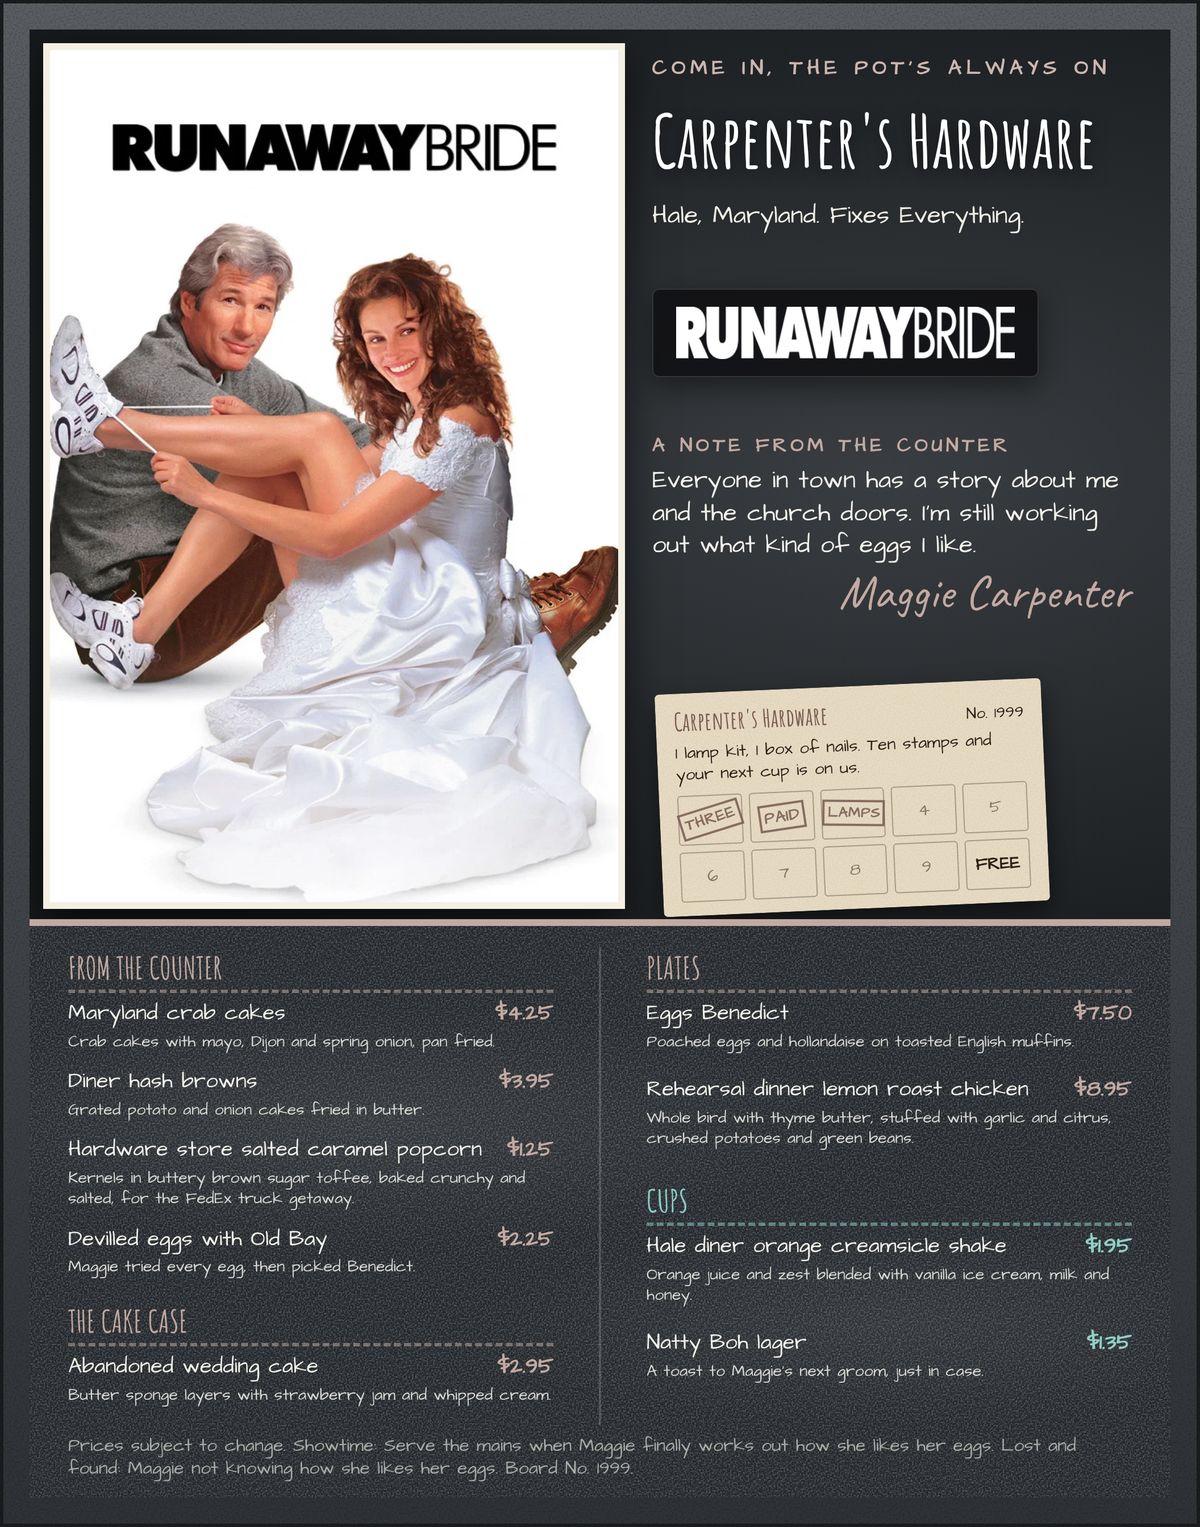 RUNAWAYBRIDE
COME IN, THE POT'S ALWAYS ON
CARPENTER'S HARDWARE
Hale, Maryland. Fixes Everything.
RUNAWAYBRIDE
A NOTE FROM THE COUNTER
Everyone in town has a story about me
and the church doors. I'm still working
out what kind of eggs I like.
Maggie Carpenter
CARPENTER'S HARDWARE
No. 1999
1 lamp kit, 1 box of nails. Ten stamps and
your next cup is on us.
THREE PAID LAMPS 4 5
6 7 8 9 FREE
FROM THE COUNTER
Maryland crab cakes $4.25
Crab cakes with mayo, Dijon and spring onion, pan fried.
Diner hash browns $3.95
Grated potato and onion cakes fried in butter.
Hardware store salted caramel popcorn $1.25
Kernels in buttery brown sugar toffee, baked crunchy and
salted, for the FedEx truck getaway.
Devilled eggs with Old Bay $2.25
Maggie tried every egg, then picked Benedict.
THE CAKE CASE
Abandoned wedding cake $2.95
Butter sponge layers with strawberry jam and whipped cream.
PLATES
Eggs Benedict $7.50
Poached eggs and hollandaise on toasted English muffins.
Rehearsal dinner lemon roast chicken $8.95
Whole bird with thyme butter, stuffed with garlic and citrus,
crushed potatoes and green beans.
CUPS
Hale diner orange creamsicle shake $1.95
Orange juice and zest blended with vanilla ice cream, milk and
honey.
Natty Boh lager $1.35
A toast to Maggie's next groom, just in case.
Prices subject to change. Showtime: Serve the mains when Maggie finally works out how she likes her eggs. Lost and
found: Maggie not knowing how she likes her eggs. Board No. 1999.